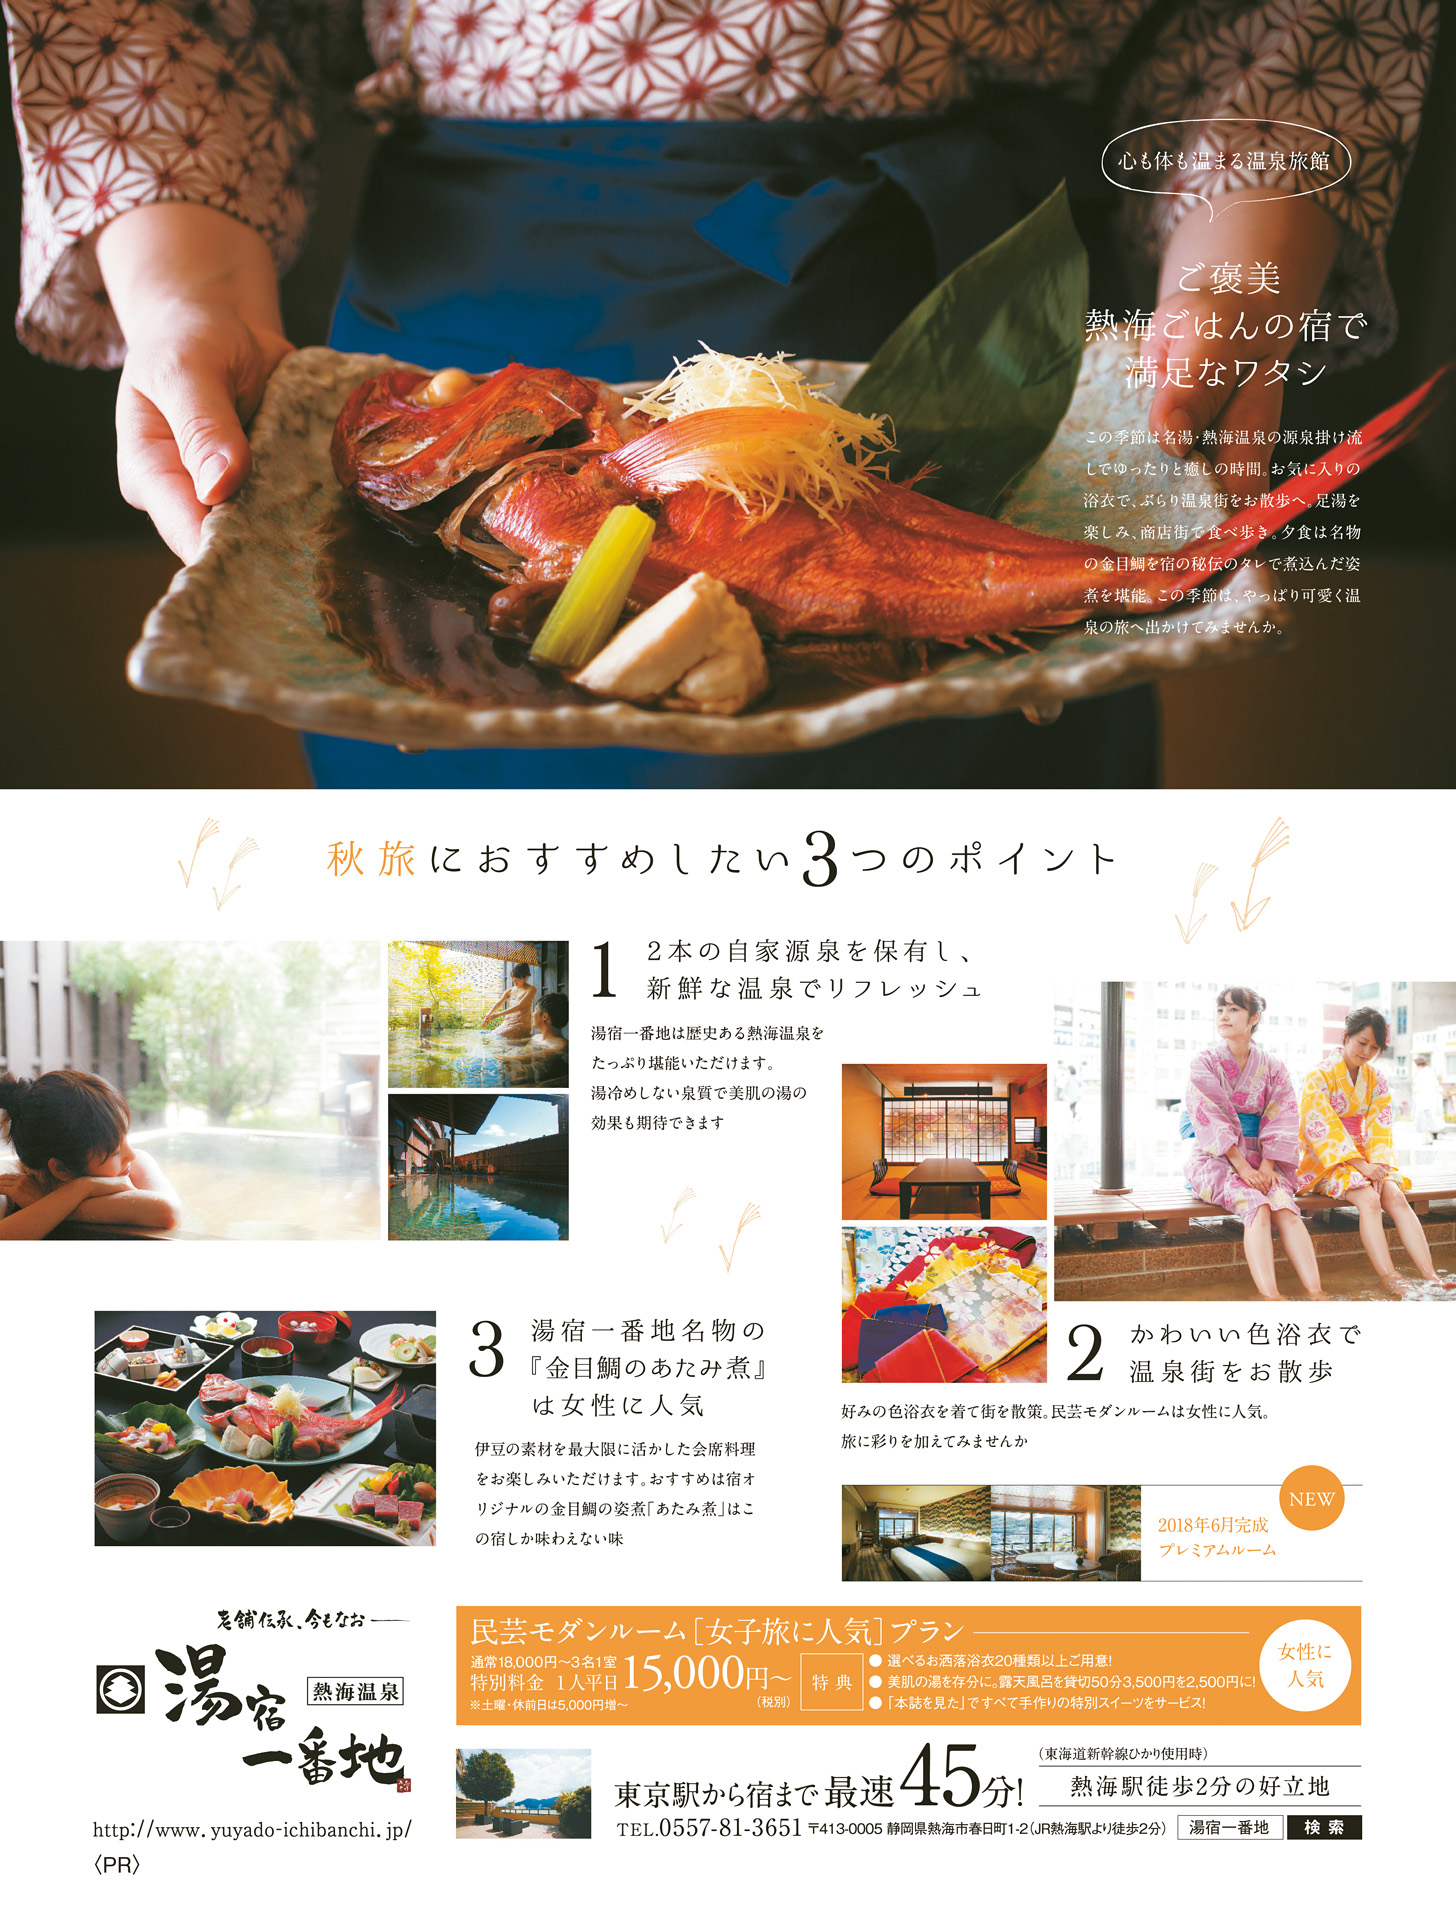 心も体も温まる温泉旅館
ご褒美
熱海ごはんの宿で
満足なワタシ
この季節は名湯・熱海温泉の源泉掛け流
しでゆったりと癒しの時間。お気に入りの
浴衣で、ぶらり温泉街をお散歩へ。足湯を
楽しみ、商店街で食べ歩き。夕食は名物
の金目鯛を宿の秘伝のタレで煮込んだ姿
煮を堪能。この季節は、やっぱり可愛く温
泉の旅へ出かけてみませんか。
秋旅におすすめしたい3つのポイント
1
2本の自家源泉を保有し、
新鮮な温泉でリフレッシュ
湯宿一番地は歴史ある熱海温泉を
たっぷり堪能いただけます。
湯冷めしない泉質で美肌の湯の
効果も期待できます
2
かわいい色浴衣で
温泉街をお散歩
好みの色浴衣を着て街を散策。民芸モダンルームは女性に人気。
旅に彩りを加えてみませんか
NEW
2018年6月完成
プレミアムルーム
3
湯宿一番地名物の
『金目鯛のあたみ煮』
は女性に人気
伊豆の素材を最大限に活かした会席料理
をお楽しみいただけます。おすすめは宿オ
リジナルの金目鯛の姿煮「あたみ煮」はこ
の宿しか味わえない味
老舗伝承、今もなお
湯宿
一番地
熱海温泉
http://www.yuyado-ichibanchi.jp/
〈PR〉
民芸モダンルーム[女子旅に人気]プラン
通常18,000円〜3名1室
特別料金 1人平日
15,000円〜
(税別)
※土曜・休前日は5,000円増〜
特典
● 選べるお洒落浴衣20種類以上ご用意!
● 美肌の湯を存分に。露天風呂を貸切50分3,500円を2,500円に!
● 「本誌を見た」ですべて手作りの特別スイーツをサービス!
女性に
人気
東京駅から宿まで最速45分!
(東海道新幹線ひかり使用時)
熱海駅徒歩2分の好立地
TEL.0557-81-3651 〒413-0005 静岡県熱海市春日町1-2(JR熱海駅より徒歩2分)
湯宿一番地 検索